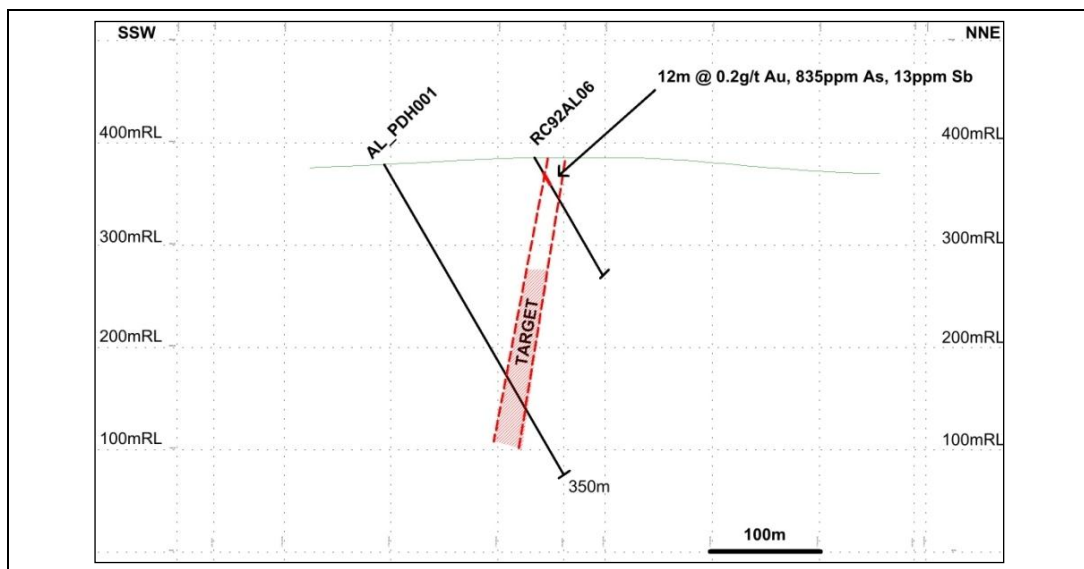 SSW
NNE
12m @ 0.2g/t Au, 835ppm As, 13ppm Sb
AL_PDH001
RC92AL06
400mRL
400mRL
300mRL
300mRL
TARGET
200mRL
200mRL
100mRL
100mRL
350m
100m